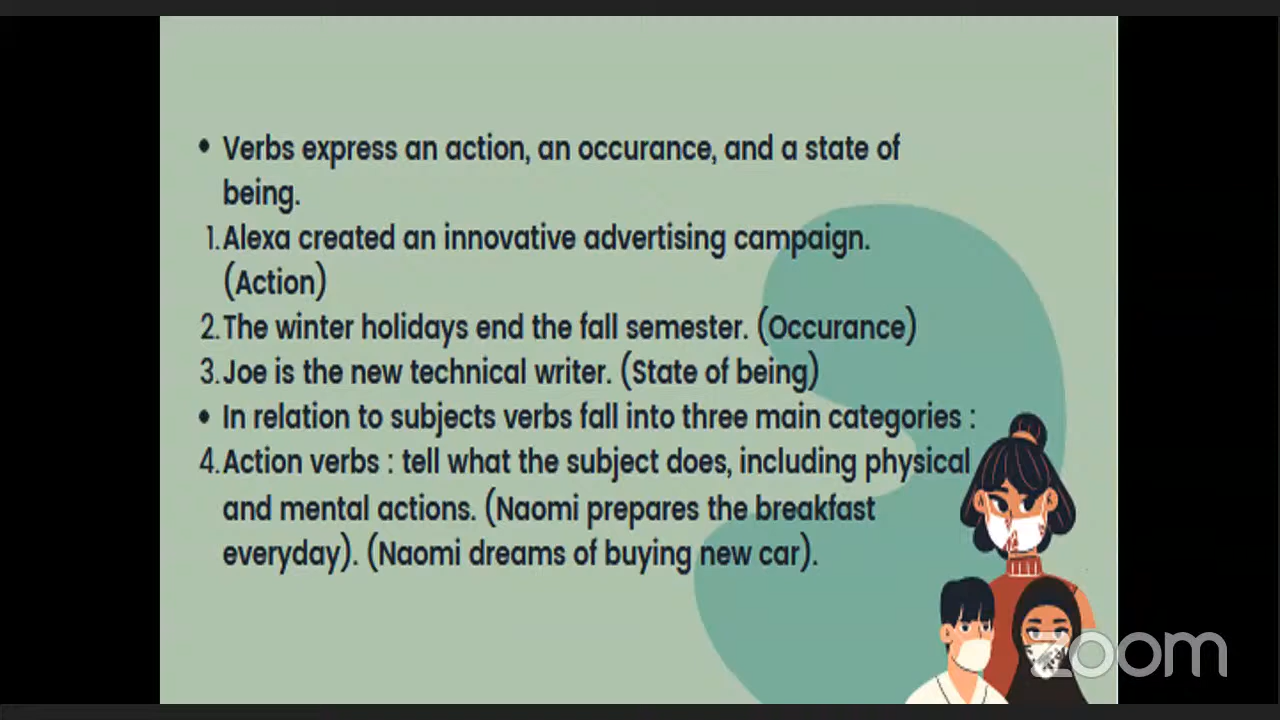 • Verbs express an action, an occurance, and a state of
being.
1. Alexa created an innovative advertising campaign.
(Action)
2. The winter holidays end the fall semester. (Occurance)
3. Joe is the new technical writer. (State of being)
• In relation to subjects verbs fall into three main categories :
4. Action verbs : tell what the subject does, including physical
and mental actions. (Naomi prepares the breakfast
everyday). (Naomi dreams of buying new car).
zoom